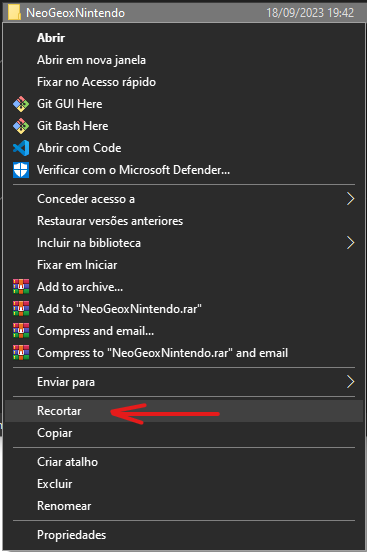 NeoGeoxNintendo 18/09/2023 19:42
Abrir
Abrir em nova janela
Fixar no Acesso rápido
Git GUI Here
Git Bash Here
Abrir com Code
Verificar com o Microsoft Defender...
Conceder acesso a
Restaurar versões anteriores
Incluir na biblioteca
Fixar em Iniciar
Add to archive...
Add to "NeoGeoxNintendo.rar"
Compress and email...
Compress to "NeoGeoxNintendo.rar" and email
Enviar para
Recortar
Copiar
Criar atalho
Excluir
Renomear
Propriedades